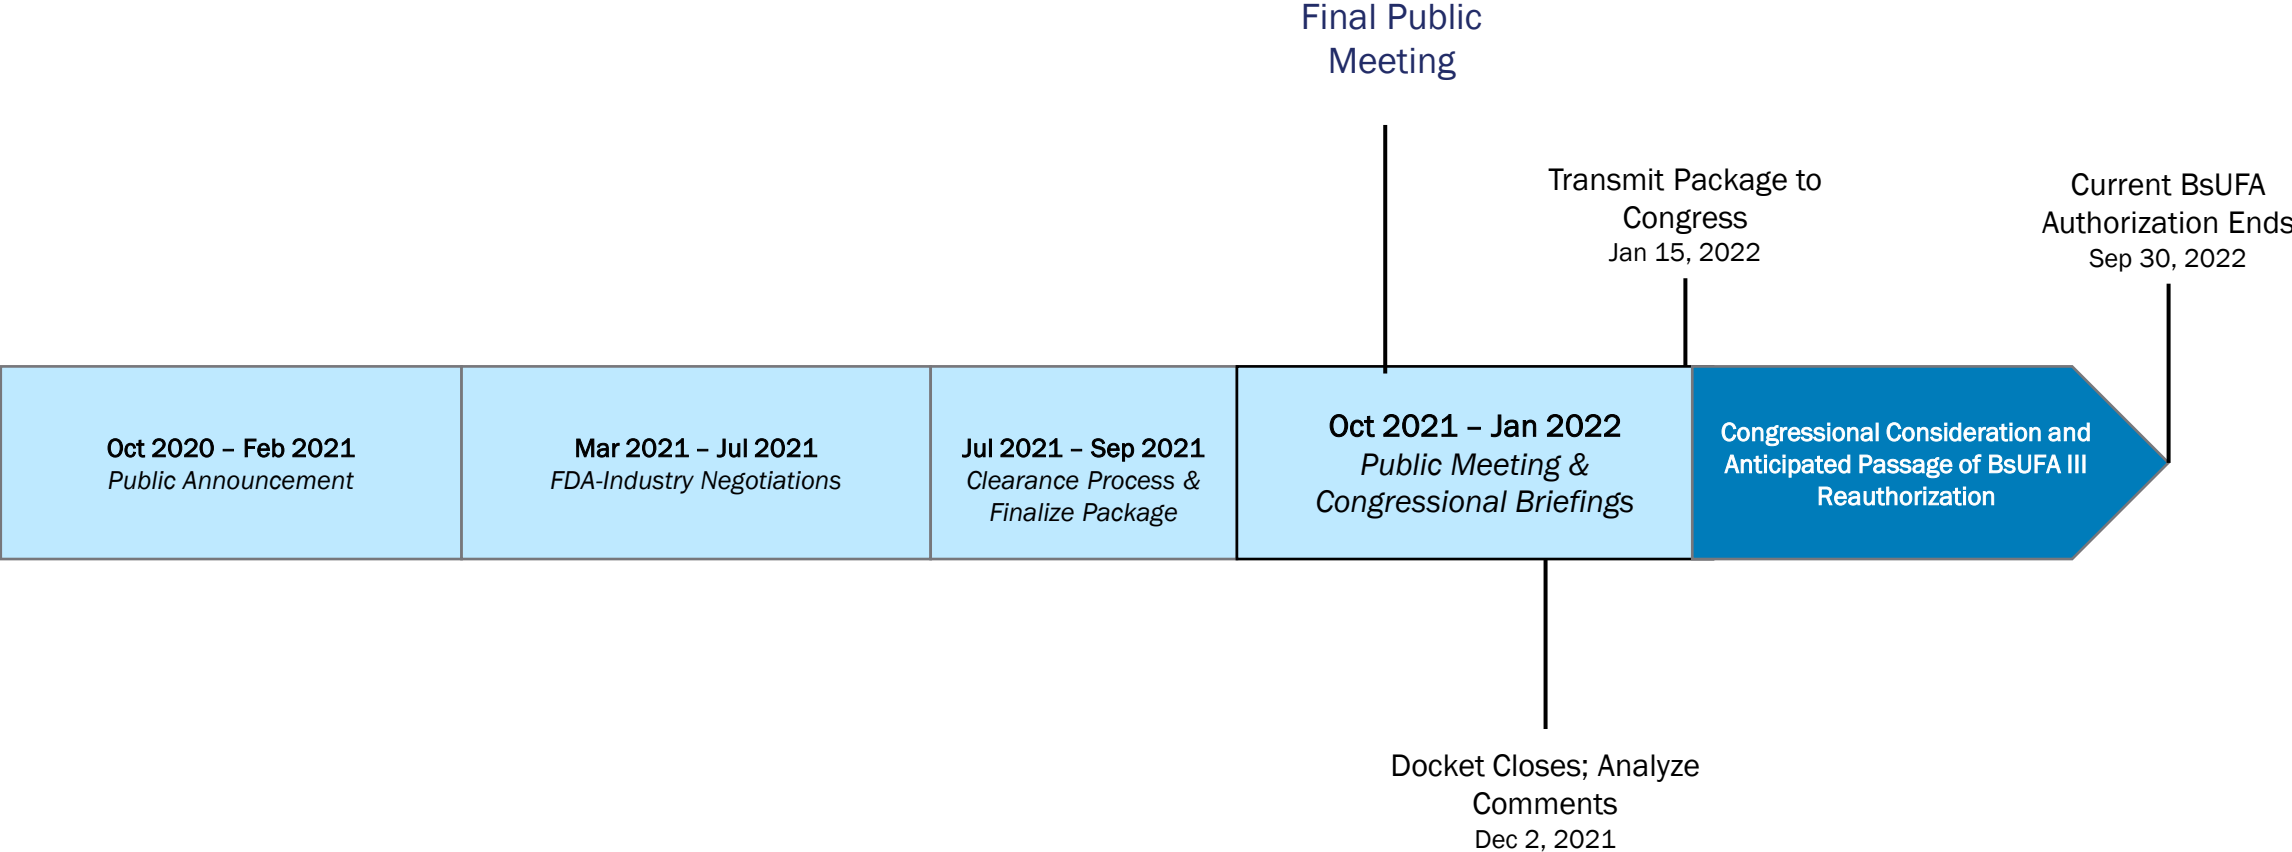 Final Public
Meeting
Transmit Package to
Congress
Jan 15, 2022
Current BsUFA
Authorization Ends
Sep 30, 2022
Oct 2020 – Feb 2021
Public Announcement
Mar 2021 – Jul 2021
FDA-Industry Negotiations
Jul 2021 – Sep 2021
Clearance Process &
Finalize Package
Oct 2021 – Jan 2022
Public Meeting &
Congressional Briefings
Congressional Consideration and
Anticipated Passage of BsUFA III
Reauthorization
Docket Closes; Analyze
Comments
Dec 2, 2021